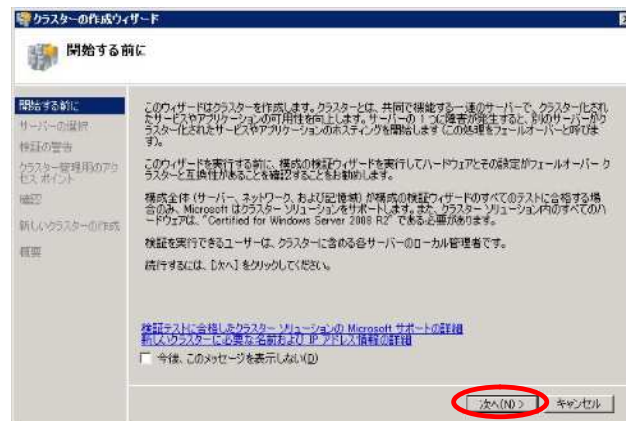 クラスターの作成ウィザード
開始する前に
開始する前に
サーバーの選択
検証の警告
クラスター管理用のアク
セス ポイント
確認
新しいクラスターの作成
概要
このウィザードはクラスターを作成します。クラスターとは、共同で機能する一連のサーバーで、クラスター化され
たサービスやアプリケーションの可用性を向上します。サーバーの 1 つに障害が発生すると、別のサーバーがク
ラスター化されたサービスやアプリケーションのホスティングを開始します (この処理をフェールオーバーと呼びま
す)。
このウィザードを実行する前に、構成の検証ウィザードを実行してハードウェアとその設定がフェールオーバー ク
ラスターと互換性があることを確認することをお勧めします。
構成全体 (サーバー、ネットワーク、および記憶域) が構成の検証ウィザードのすべてのテストに合格する場
合のみ、Microsoft はクラスター ソリューションをサポートします。また、クラスター ソリューション内のすべてのハ
ードウェアは、"Certified for Windows Server 2008 R2" である必要があります。
検証を実行できるユーザーは、クラスターに含める各サーバーのローカル管理者です。
続行するには、[次へ] をクリックしてください。
検証テストに合格したクラスター ソリューションの Microsoft サポートの詳細
新しいクラスターに必要な名前および IP アドレス情報の詳細
今後、このメッセージを表示しない(D)
次へ(N) >
キャンセル